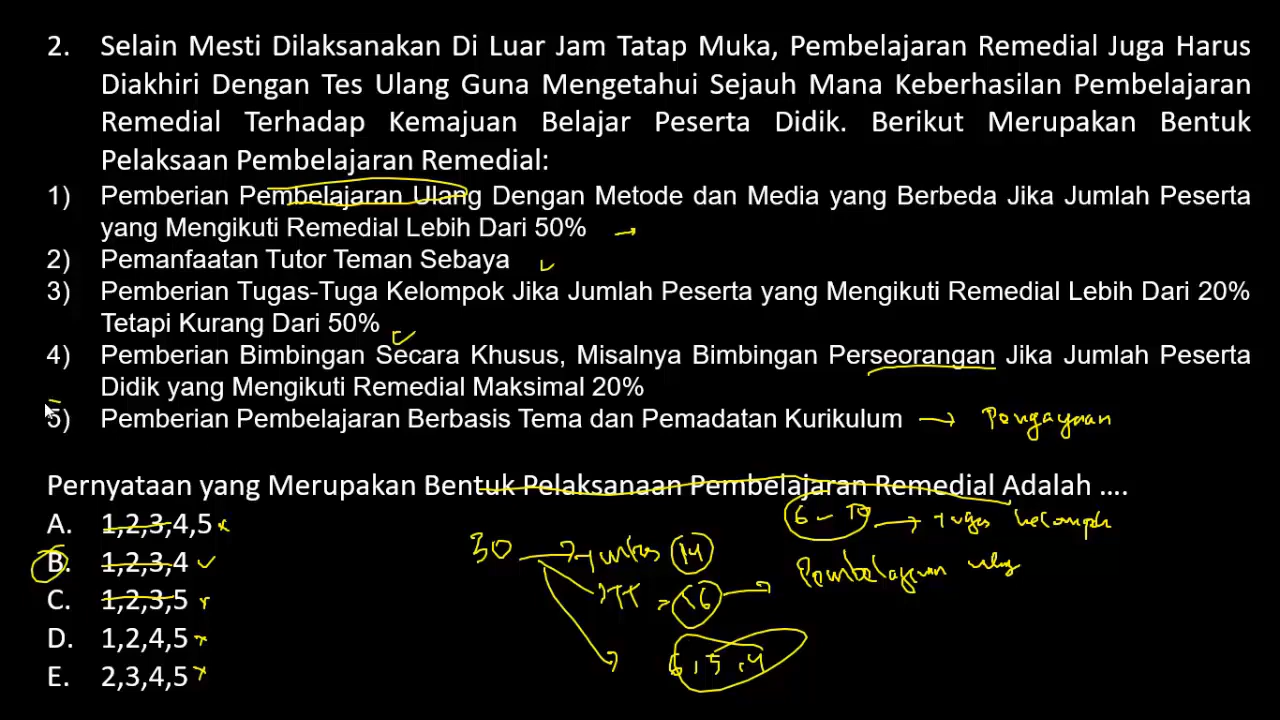 2. Selain Mesti Dilaksanakan Di Luar Jam Tatap Muka, Pembelajaran Remedial Juga Harus
Diakhiri Dengan Tes Ulang Guna Mengetahui Sejauh Mana Keberhasilan Pembelajaran
Remedial Terhadap Kemajuan Belajar Peserta Didik. Berikut Merupakan Bentuk
Pelaksaan Pembelajaran Remedial:
1) Pemberian Pembelajaran Ulang Dengan Metode dan Media yang Berbeda Jika Jumlah Peserta
yang Mengikuti Remedial Lebih Dari 50%
2) Pemanfaatan Tutor Teman Sebaya
3) Pemberian Tugas-Tuga Kelompok Jika Jumlah Peserta yang Mengikuti Remedial Lebih Dari 20%
Tetapi Kurang Dari 50%
4) Pemberian Bimbingan Secara Khusus, Misalnya Bimbingan Perseorangan Jika Jumlah Peserta
Didik yang Mengikuti Remedial Maksimal 20%
5) Pemberian Pembelajaran Berbasis Tema dan Pemadatan Kurikulum → Pengayaan
Pernyataan yang Merupakan Bentuk Pelaksanaan Pembelajaran Remedial Adalah ....
A. 1,2,3,4,5
B. 1,2,3,4
C. 1,2,3,5
D. 1,2,4,5
E. 2,3,4,5
→ tugas kelompok
30 → tuntas 14
TT = 16 → Pembelajaran ulang
6, 5, 4